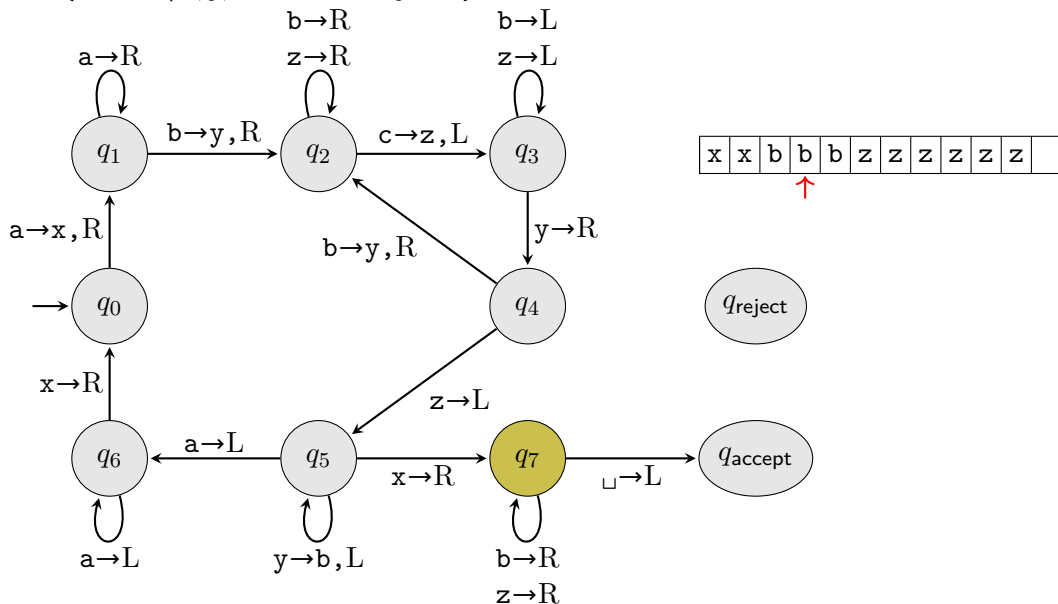 b→R
b→L
a→R
z→R
z→L
q1
b→y,R
q2
c→z,L
q3
x x b b b z z z z z z
a→x,R
b→y,R
y→R
q0
q4
qreject
x→R
z→L
q6
a→L
q5
x→R
q7
␣→L
qaccept
a→L
y→b,L
b→R
z→R